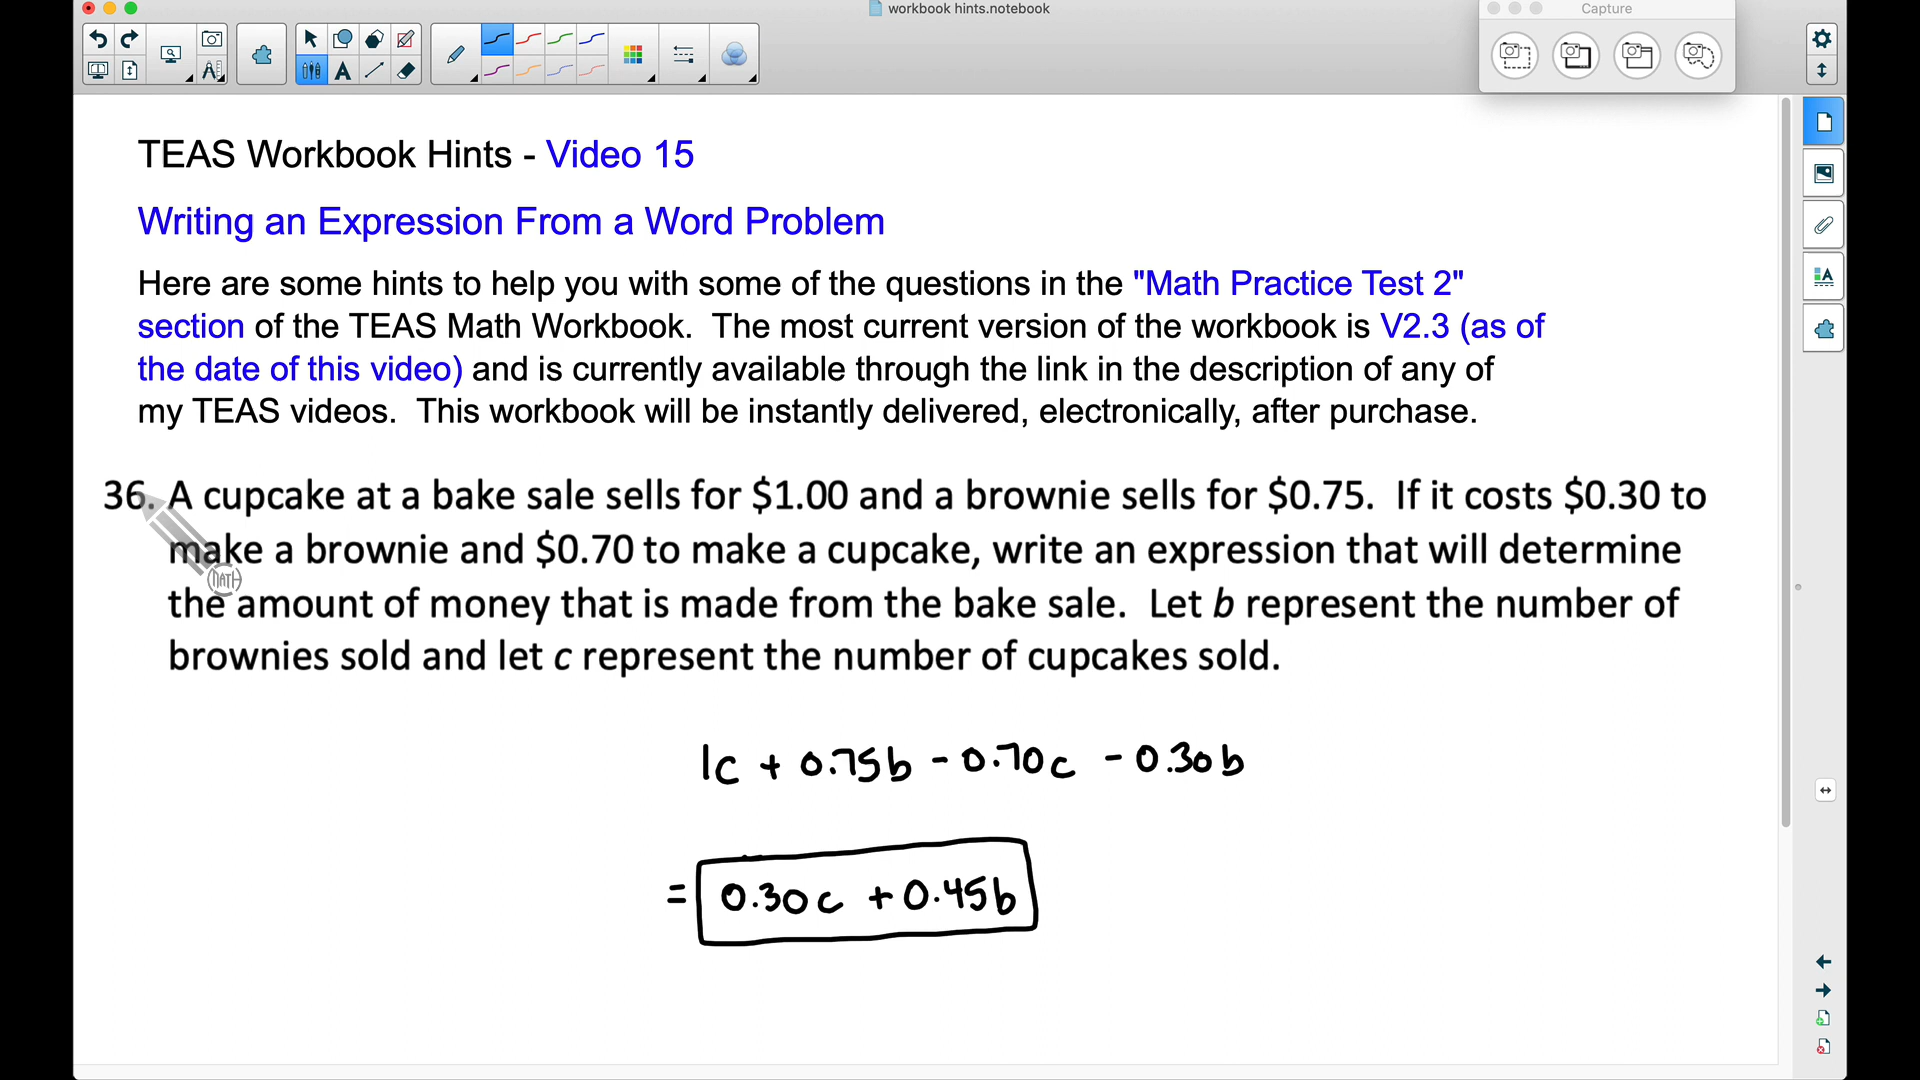 workbook hints.notebook
Capture
TEAS Workbook Hints - Video 15
Writing an Expression From a Word Problem
Here are some hints to help you with some of the questions in the "Math Practice Test 2"
section of the TEAS Math Workbook. The most current version of the workbook is V2.3 (as of
the date of this video) and is currently available through the link in the description of any of
my TEAS videos. This workbook will be instantly delivered, electronically, after purchase.
36. A cupcake at a bake sale sells for $1.00 and a brownie sells for $0.75. If it costs $0.30 to
make a brownie and $0.70 to make a cupcake, write an expression that will determine
MATH
the amount of money that is made from the bake sale. Let b represent the number of
brownies sold and let c represent the number of cupcakes sold.
1c + 0.75b - 0.70c - 0.30b
= 0.30c + 0.45b